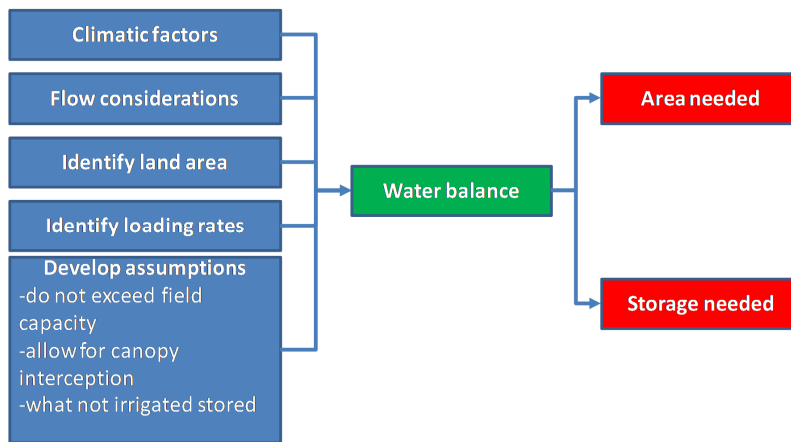 Climatic factors
Flow considerations
Identify land area
Identify loading rates
Develop assumptions
-do not exceed field
capacity
-allow for canopy
interception
-what not irrigated stored
Water balance
Area needed
Storage needed